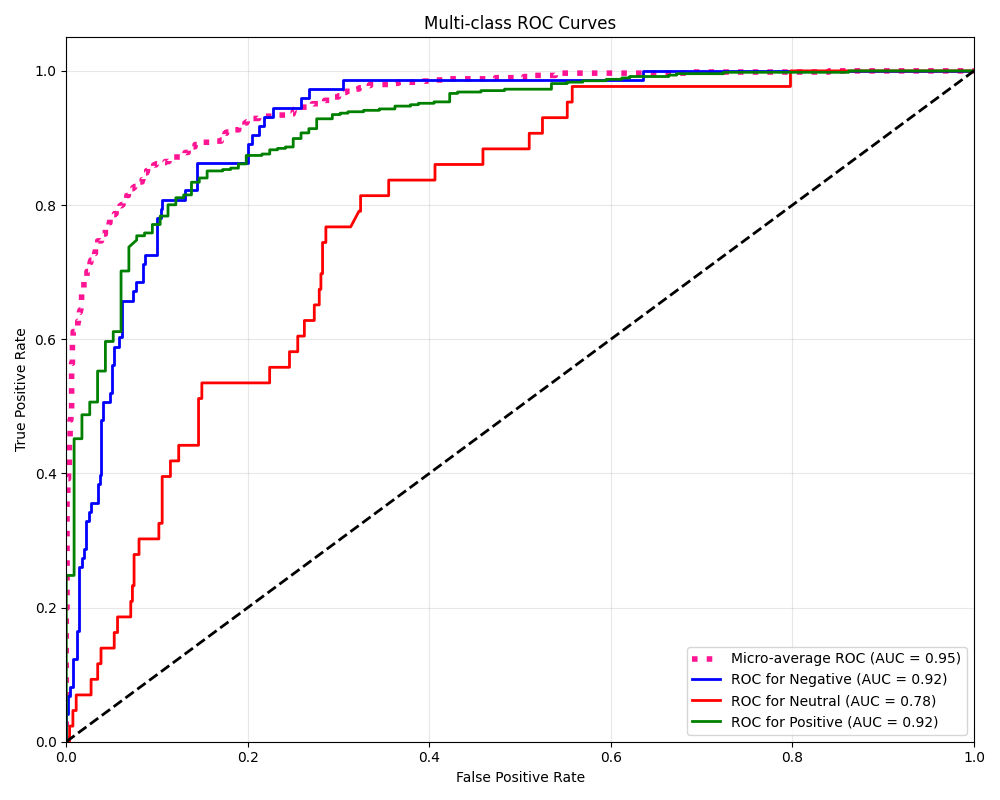 Multi-class ROC Curves
True Positive Rate
1.0
0.8
0.6
0.4
0.2
0.0
0.0 0.2 0.4 0.6 0.8 1.0
False Positive Rate
Micro-average ROC (AUC = 0.95)
ROC for Negative (AUC = 0.92)
ROC for Neutral (AUC = 0.78)
ROC for Positive (AUC = 0.92)